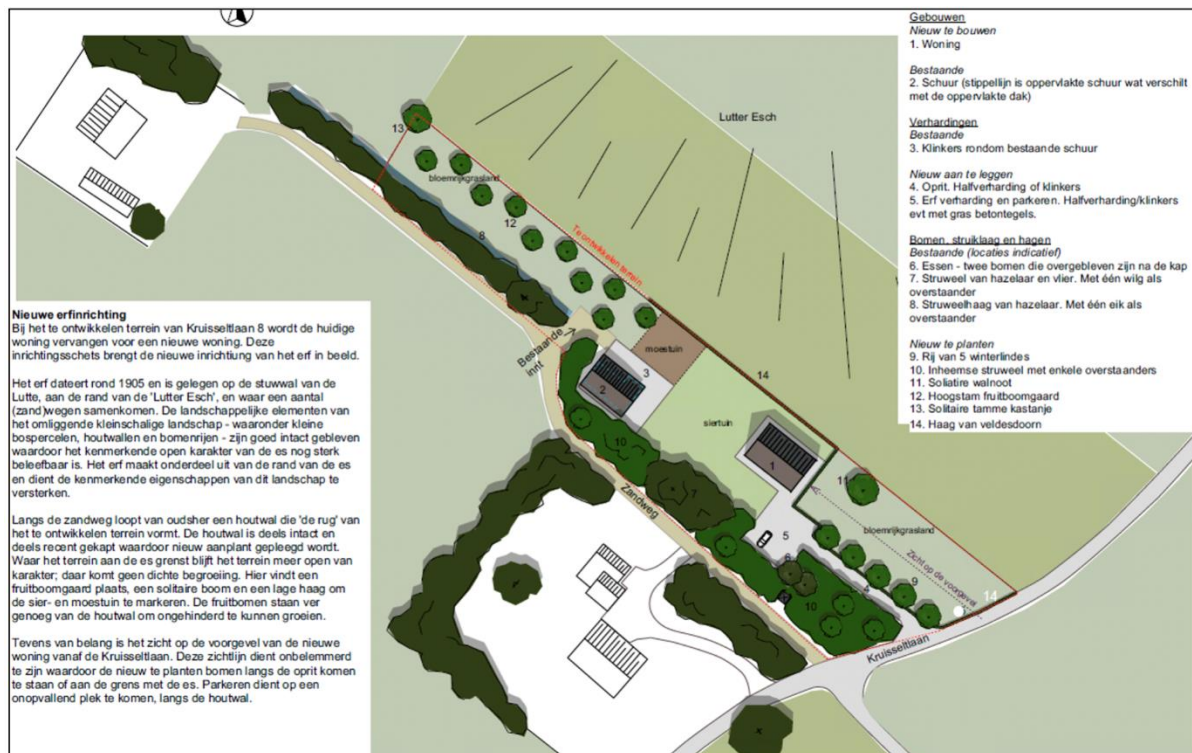 Gebouwen
Nieuw te bouwen
1. Woning
Bestaande
2. Schuur (stippellijn is oppervlakte schuur wat verschilt
met de oppervlakte dak)
Verhardingen
Bestaande
3. Klinkers rondom bestaande schuur
Nieuw aan te leggen
4. Oprit. Halfverharding of klinkers
5. Erf verharding en parkeren. Halfverharding/klinkers
evt met gras betontegels.
Bomen, struiklaag en hagen
Bestaande (locaties indicatief)
6. Essen - twee bomen die overgebleven zijn na de kap
7. Struweel van hazelaar en vlier. Met één wilg als
overstaander
8. Struweelhaag van hazelaar. Met één eik als
overstaander
Nieuw te planten
9. Rij van 5 winterlindes
10. Inheemse struweel met enkele overstaanders
11. Soliatire walnoot
12. Hoogstam fruitboomgaard
13. Solitaire tamme kastanje
14. Haag van veldesdoorn
Nieuwe erfinrichting
Bij het te ontwikkelen terrein van Kruisseltlaan 8 wordt de huidige
woning vervangen voor een nieuwe woning. Deze
inrichtingsschets brengt de nieuwe inrichtiung van het erf in beeld.
Het erf dateert rond 1905 en is gelegen op de stuwwal van de
Lutte, aan de rand van de 'Lutter Esch', en waar een aantal
(zand)wegen samenkomen. De landschappelijke elementen van
het omliggende kleinschalige landschap - waaronder kleine
bospercelen, houtwallen en bomenrijen - zijn goed intact gebleven
waardoor het kenmerkende open karakter van de es nog sterk
beleefbaar is. Het erf maakt onderdeel uit van de rand van de es
en dient de kenmerkende eigenschappen van dit landschap te
versterken.
Langs de zandweg loopt van oudsher een houtwal die 'de rug' van
het te ontwikkelen terrein vormt. De houtwal is deels intact en
deels recent gekapt waardoor nieuw aanplant gepleegd wordt.
Waar het terrein aan de es grenst blijft het terrein meer open van
karakter; daar komt geen dichte begroeiing. Hier vindt een
fruitboomgaard plaats, een solitaire boom en een lage haag om
de sier- en moestuin te markeren. De fruitbomen staan ver
genoeg van de houtwal om ongehinderd te kunnen groeien.
Tevens van belang is het zicht op de voorgevel van de nieuwe
woning vanaf de Kruisseltlaan. Deze zichtlijn dient onbelemmerd
te zijn waardoor de nieuw te planten bomen langs de oprit komen
te staan of aan de grens met de es. Parkeren dient op een
onopvallend plek te komen, langs de houtwal.
Lutter Esch
13
bloemrijkgrasland
12
8
Te ontwikkelen terrein
Bestaande
inrit
moestuin
3
14
2
siertuin
10
1
7
Zandweg
11
bloemrijkgrasland
5
6
9
4
Zicht op de voorgevel
10
14
Kruisseltlaan